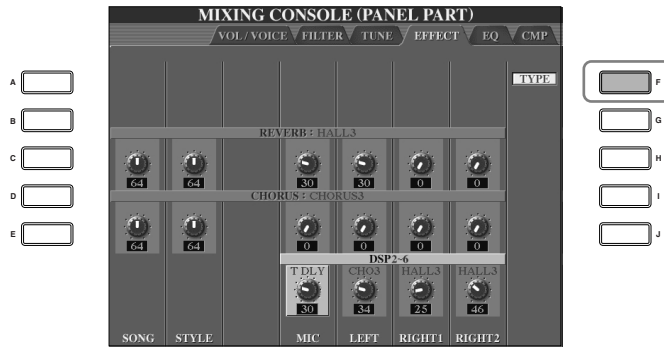 MIXING CONSOLE (PANEL PART)
VOL / VOICE FILTER TUNE EFFECT EQ CMP
A
B
C
D
E
TYPE
F
G
H
I
J
REVERB : HALL3
64 64 30 30 0 0
CHORUS : CHORUS3
64 64 0 0 0 0
DSP2~6
T DLY CHO3 HALL3 HALL3
30 34 25 46
SONG STYLE MIC LEFT RIGHT1 RIGHT2